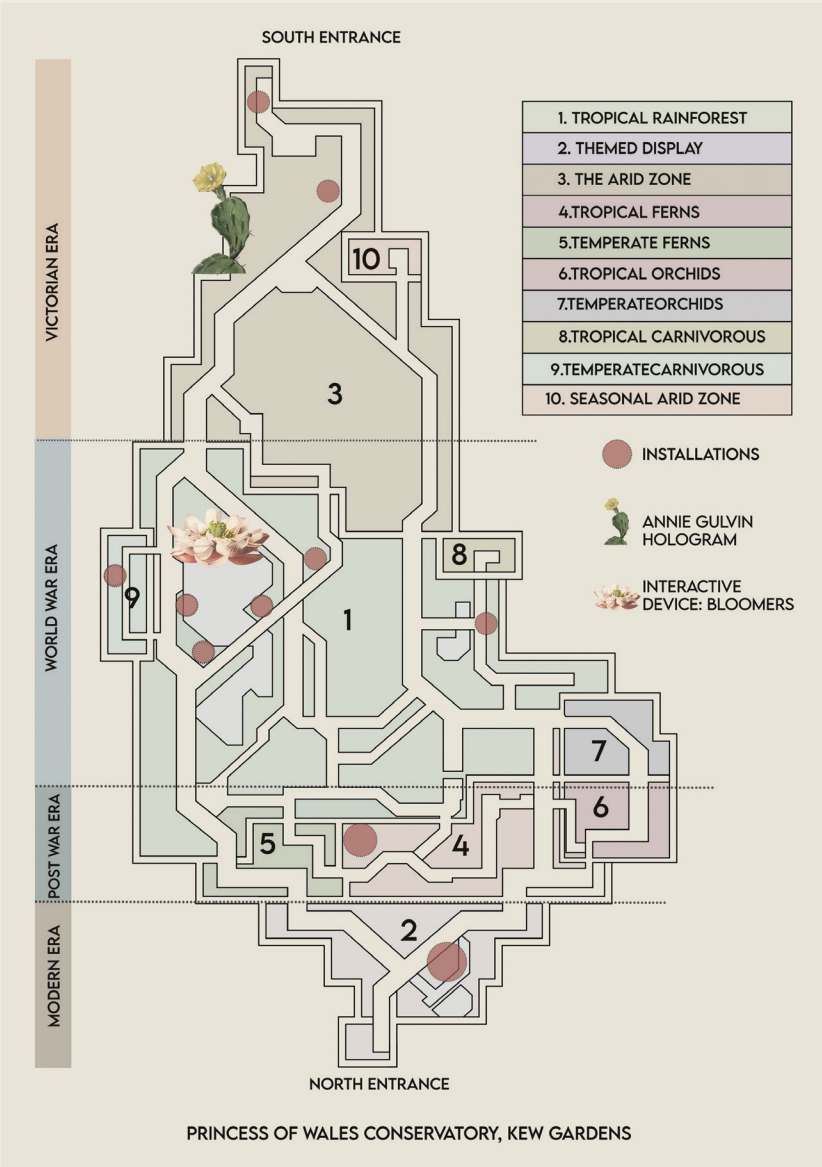 SOUTH ENTRANCE
1. TROPICAL RAINFOREST
2. THEMED DISPLAY
3. THE ARID ZONE
4.TROPICAL FERNS
5.TEMPERATE FERNS
6.TROPICAL ORCHIDS
7.TEMPERATEORCHIDS
8.TROPICAL CARNIVOROUS
9.TEMPERATECARNIVOROUS
10. SEASONAL ARID ZONE
INSTALLATIONS
ANNIE GULVIN
HOLOGRAM
INTERACTIVE
DEVICE: BLOOMERS
VICTORIAN ERA
WORLD WAR ERA
POST WAR ERA
MODERN ERA
10
3
8
9
1
7
6
5
4
2
NORTH ENTRANCE
PRINCESS OF WALES CONSERVATORY, KEW GARDENS